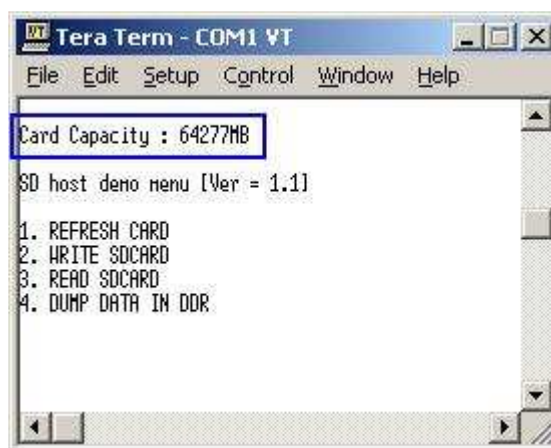 Tera Term - COM1 VT
File Edit Setup Control Window Help
Card Capacity : 64277MB
SD host demo menu [Ver = 1.1]
1. REFRESH CARD
2. WRITE SDCARD
3. READ SDCARD
4. DUMP DATA IN DDR